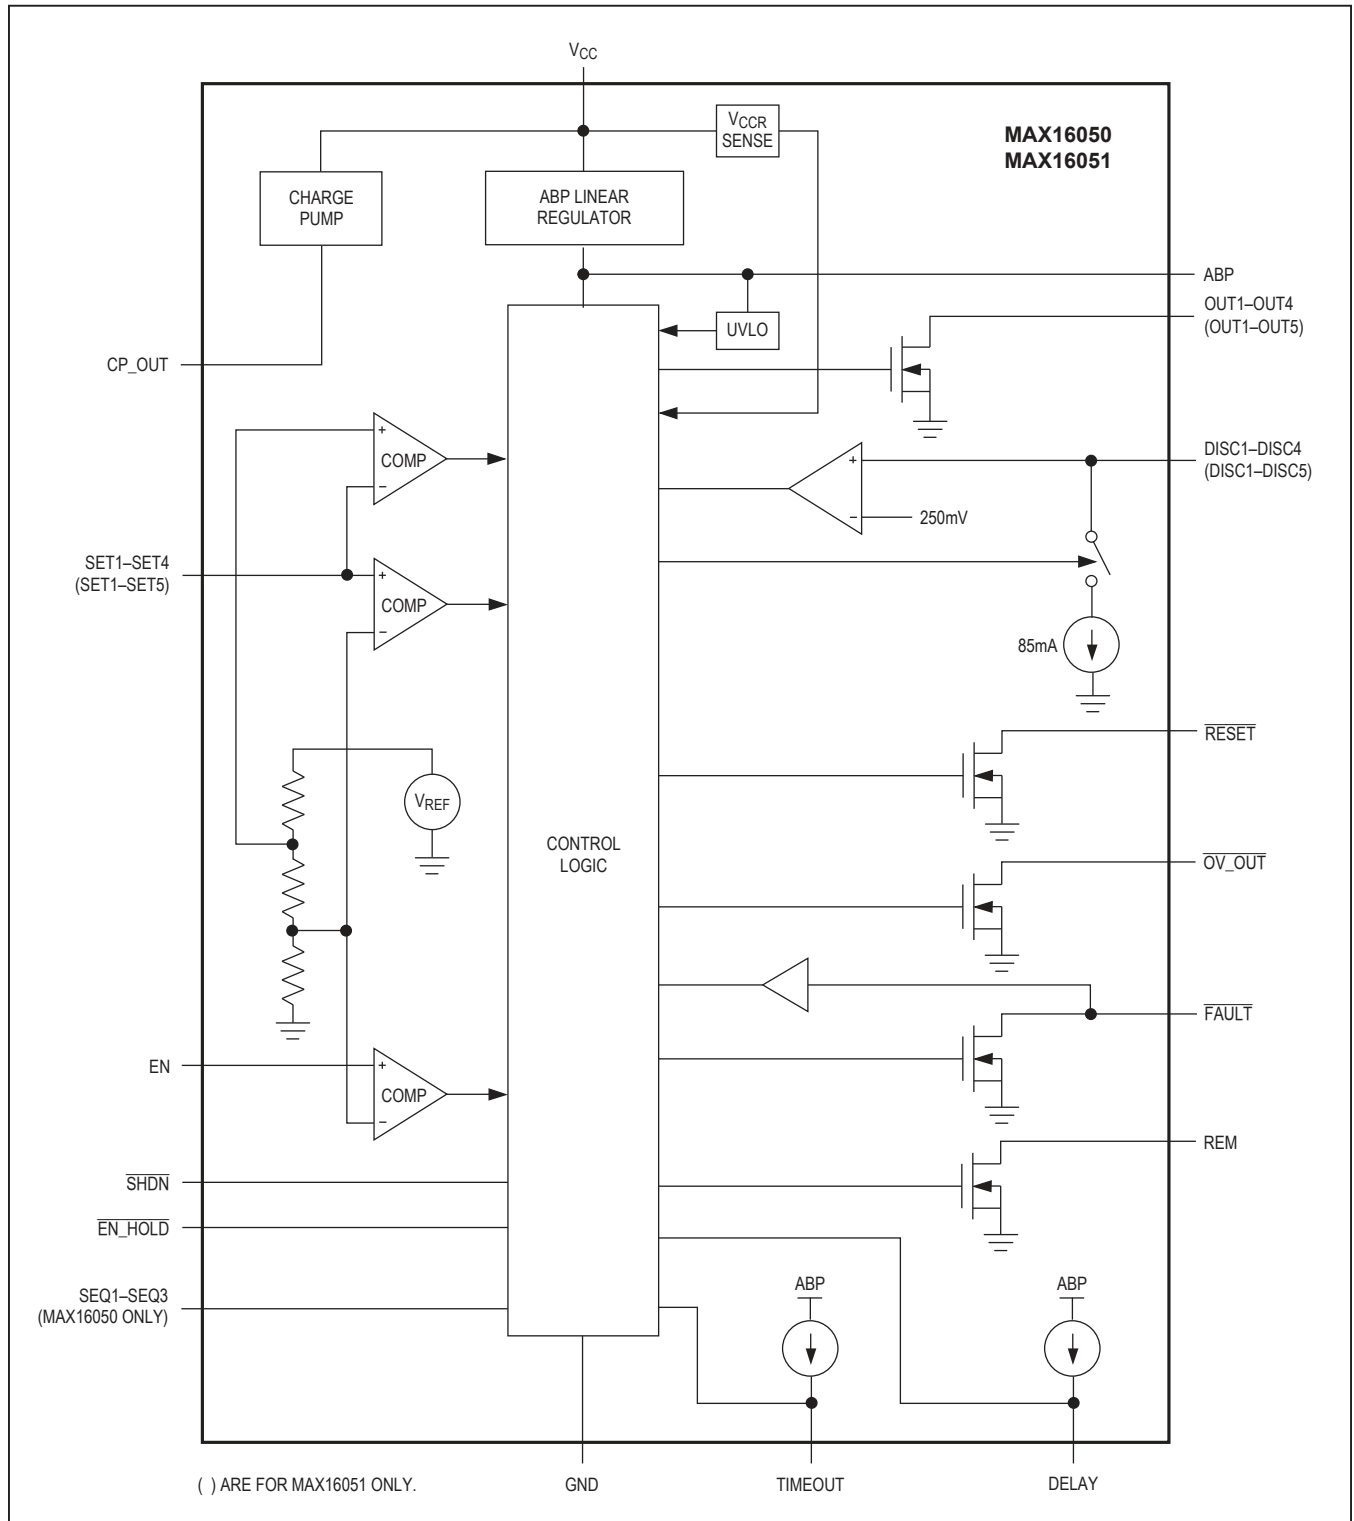 VCC
VCCR
SENSE
MAX16050
MAX16051
CHARGE
PUMP
ABP LINEAR
REGULATOR
ABP
OUT1–OUT4
(OUT1–OUT5)
UVLO
CP_OUT
+
COMP
−
DISC1–DISC4
(DISC1–DISC5)
+
−
250mV
SET1–SET4
(SET1–SET5)
+
COMP
−
85mA
RESET
VREF
CONTROL
LOGIC
OV_OUT
FAULT
EN
+
COMP
−
REM
SHDN
EN_HOLD
SEQ1–SEQ3
(MAX16050 ONLY)
ABP
ABP
( ) ARE FOR MAX16051 ONLY.
GND
TIMEOUT
DELAY